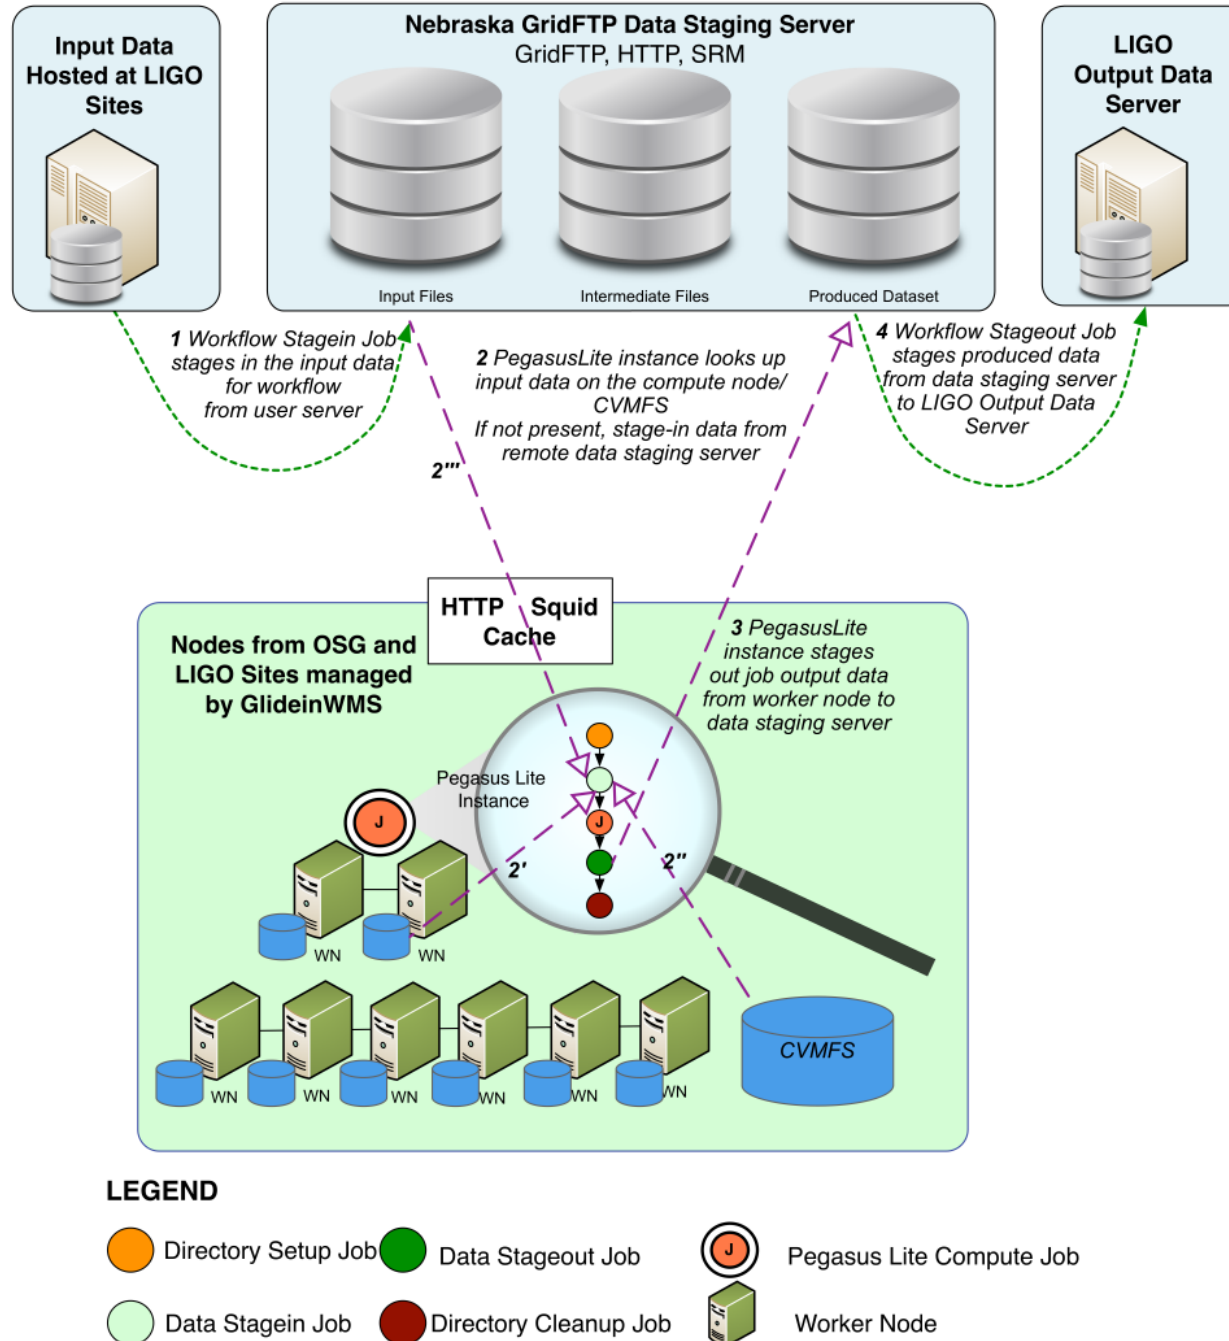 Input Data
Hosted at LIGO
Sites
Nebraska GridFTP Data Staging Server
GridFTP, HTTP, SRM
Input Files
Intermediate Files
Produced Dataset
LIGO
Output Data
Server
1 Workflow Stagein Job
stages in the input data
for workflow
from user server
2 PegasusLite instance looks up
input data on the compute node/
CVMFS
If not present, stage-in data from
remote data staging server
4 Workflow Stageout Job
stages produced data
from data staging server
to LIGO Output Data
Server
2'''
HTTP Squid
Cache
Nodes from OSG and
LIGO Sites managed
by GlideinWMS
3 PegasusLite
instance stages
out job output data
from worker node to
data staging server
Pegasus Lite
Instance
J
J
2'
2''
WN
WN
WN
WN
WN
WN
WN
WN
CVMFS
LEGEND
Directory Setup Job
Data Stageout Job
J
Pegasus Lite Compute Job
Data Stagein Job
Directory Cleanup Job
Worker Node